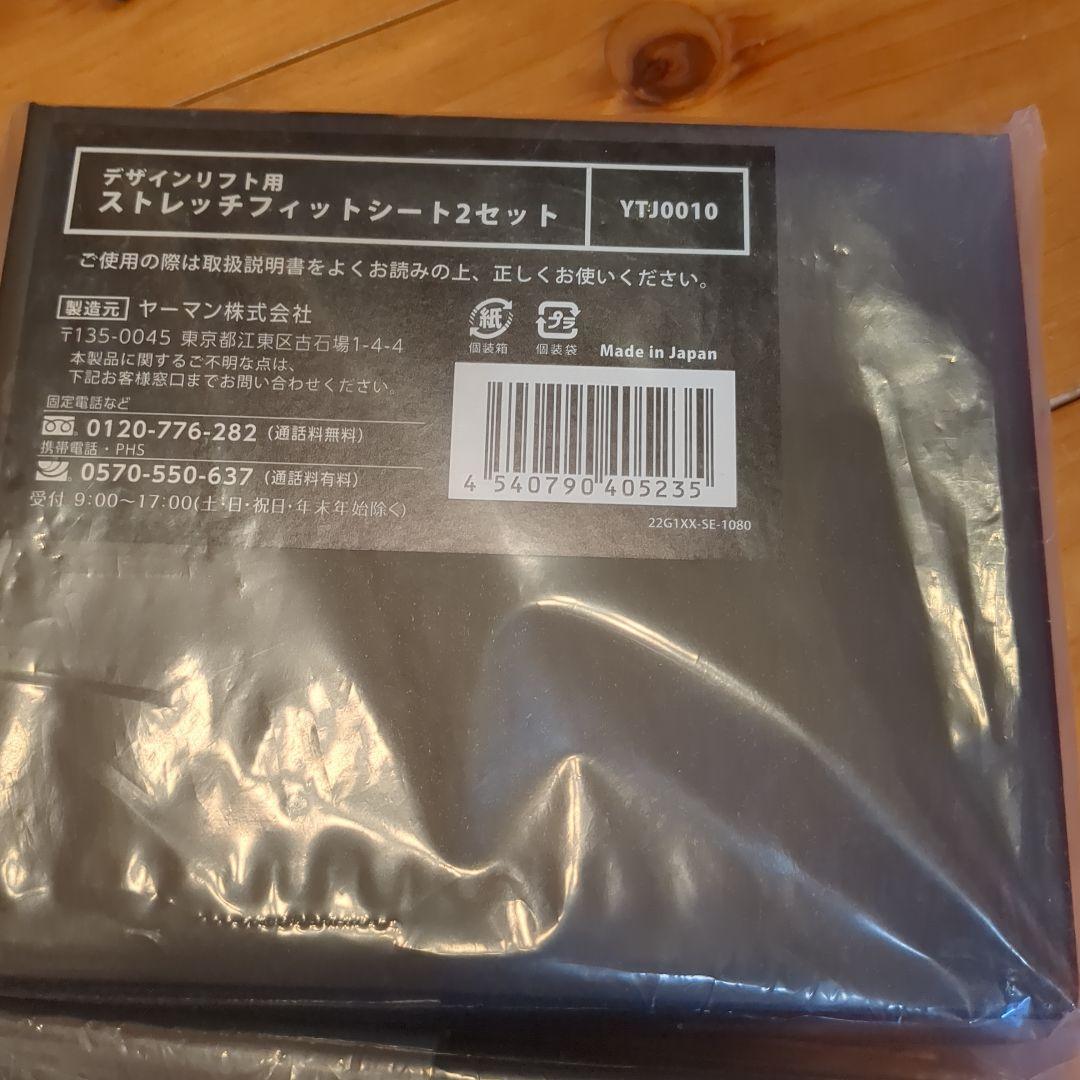 デザインリフト用
ストレッチフィットシート2セット
YTJ0010
ご使用の際は取扱説明書をよくお読みの上、正しくお使いください。
製造元 ヤーマン株式会社
〒135-0045 東京都江東区古石場1-4-4
本製品に関するご不明な点は、
下記お客様窓口までお問い合わせください。
固定電話など
0120-776-282 (通話料無料)
携帯電話・PHS
0570-550-637 (通話料有料)
受付 9:00~17:00(土・日・祝日・年末年始除く)
紙
個装箱
プラ
個装袋
Made in Japan
4 540790 405235
22G1XX-SE-1080